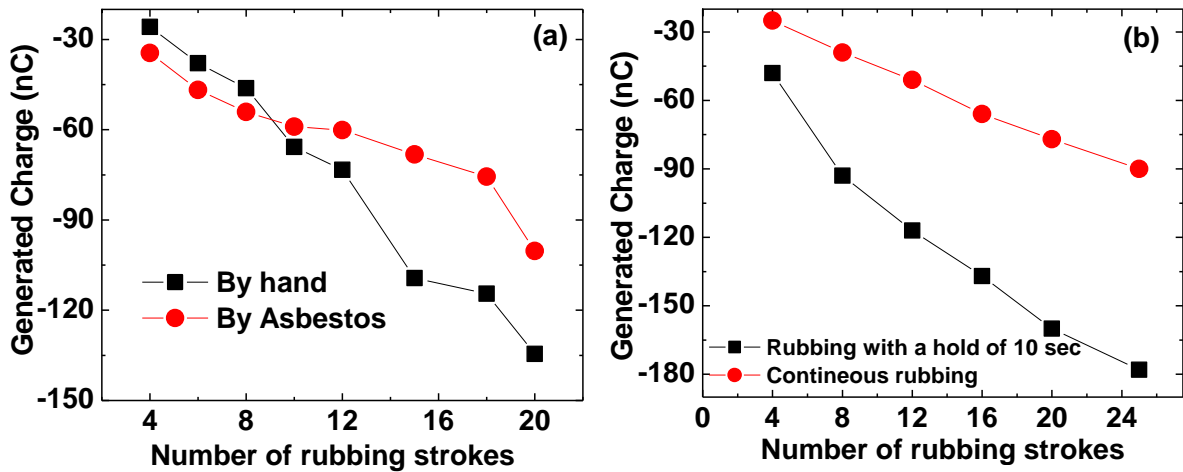 (a)
Generated Charge (nC)
-30
-60
-90
-120
-150
By hand
By Asbestos
4 8 12 16 20
Number of rubbing strokes
(b)
Generated Charge (nC)
-30
-60
-90
-120
-150
-180
Rubbing with a hold of 10 sec
Contineous rubbing
0 4 8 12 16 20 24
Number of rubbing strokes